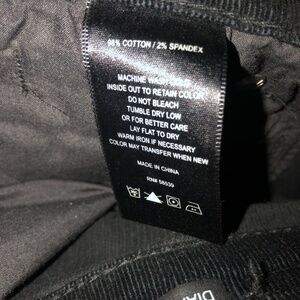 98% COTTON / 2% SPANDEX
MACHINE WASH COLD
INSIDE OUT TO RETAIN COLOR
DO NOT BLEACH
TUMBLE DRY LOW
OR FOR BETTER CARE
LAY FLAT TO DRY
WARM IRON IF NECESSARY
COLOR MAY TRANSFER WHEN NEW
MADE IN CHINA